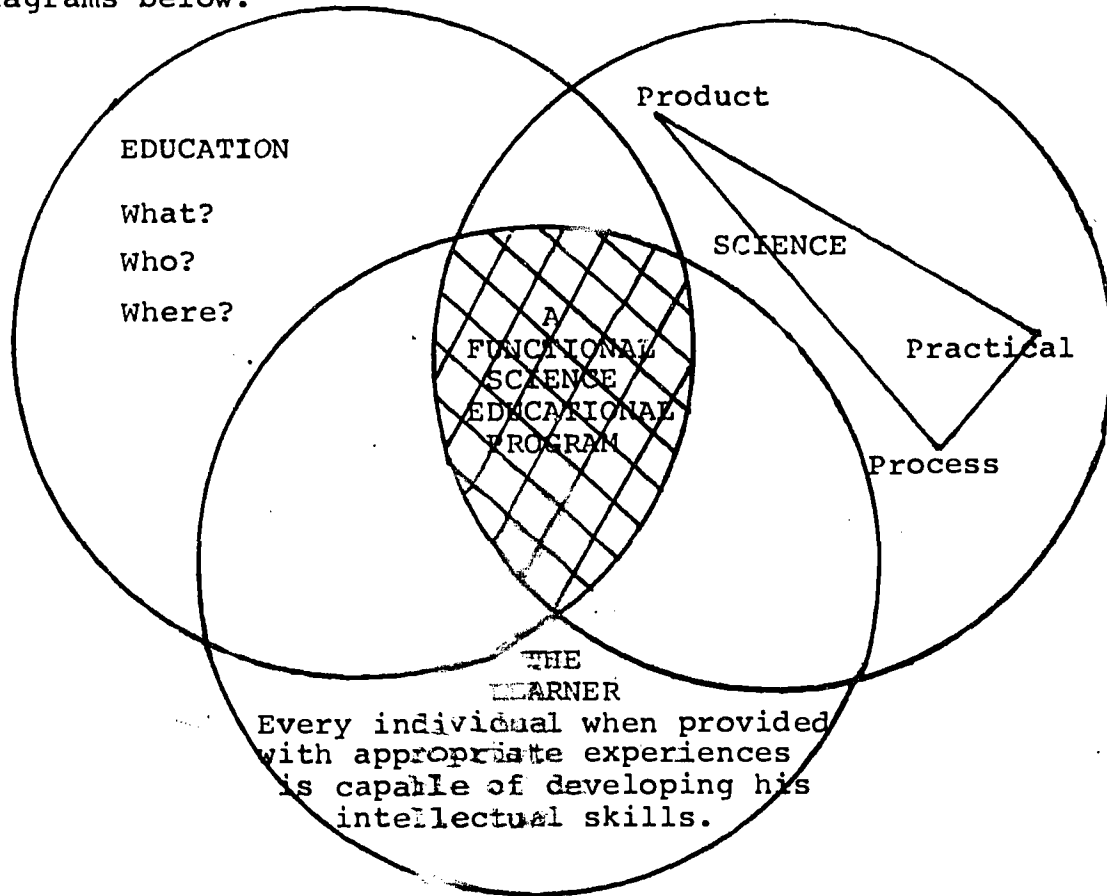 agrams below.
EDUCATION
What?
Who?
Where?
Product
SCIENCE
Practical
Process
A
FUNCTIONAL
SCIENCE
EDUCATIONAL
PROGRAM
THE
LEARNER
Every individual when provided
with appropriate experiences
is capable of developing his
intellectual skills.